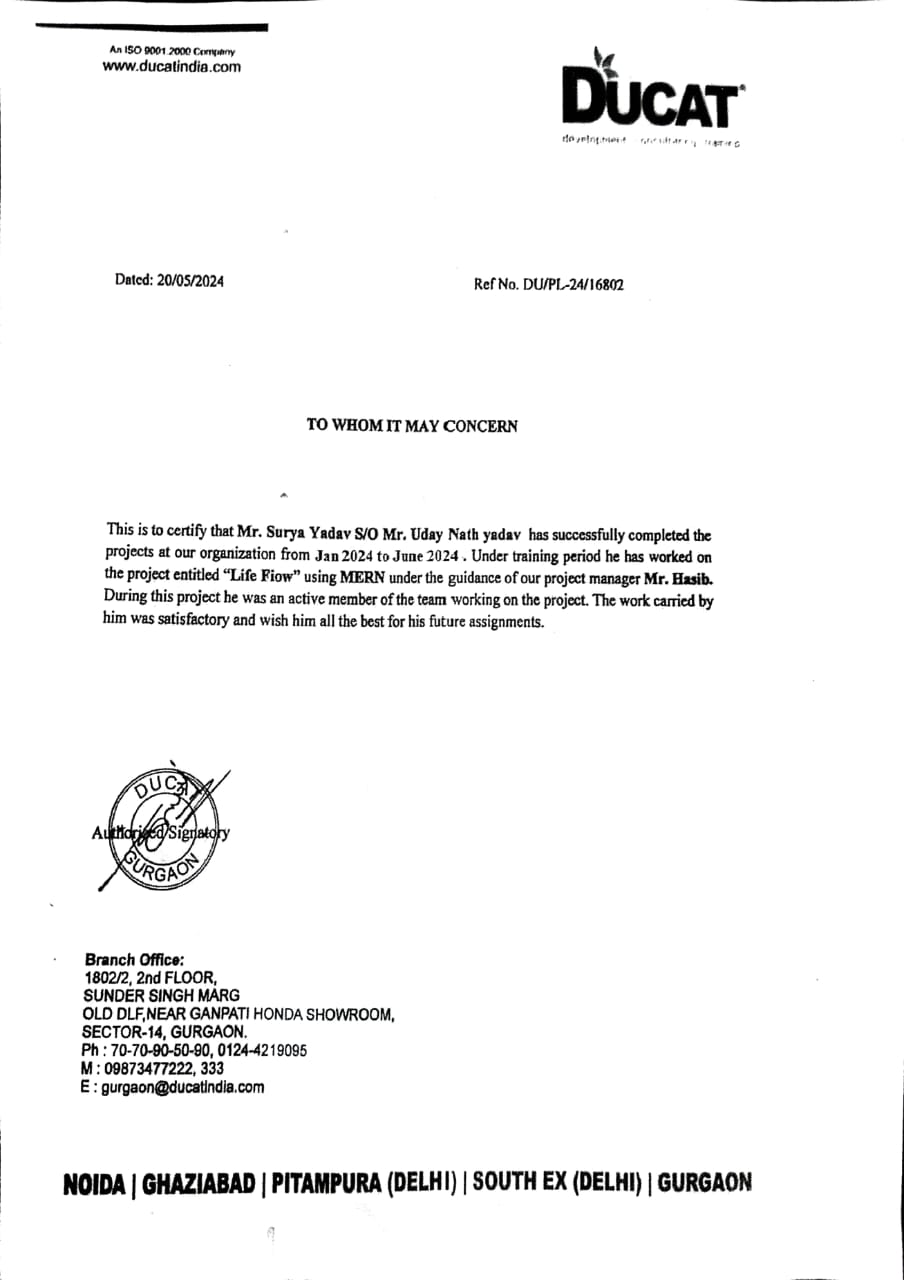 An ISO 9001 2000 Company
www.ducatindia.com
DUCAT
Dated: 20/05/2024
Ref No. DU/PL-24/16802
TO WHOM IT MAY CONCERN
This is to certify that Mr. Surya Yadav S/O Mr. Uday Nath yadav has successfully completed the
projects at our organization from Jan 2024 to June 2024 . Under training period he has worked on
the project entitled “Life Flow” using MERN under the guidance of our project manager Mr. Hasib.
During this project he was an active member of the team working on the project. The work carried by
him was satisfactory and wish him all the best for his future assignments.
DUCAT
Authorised Signatory
GURGAON
Branch Office:
1802/2, 2nd FLOOR,
SUNDER SINGH MARG
OLD DLF,NEAR GANPATI HONDA SHOWROOM,
SECTOR-14, GURGAON.
Ph : 70-70-90-50-90, 0124-4219095
M : 09873477222, 333
E : gurgaon@ducatindia.com
NOIDA | GHAZIABAD | PITAMPURA (DELHI) | SOUTH EX (DELHI) | GURGAON